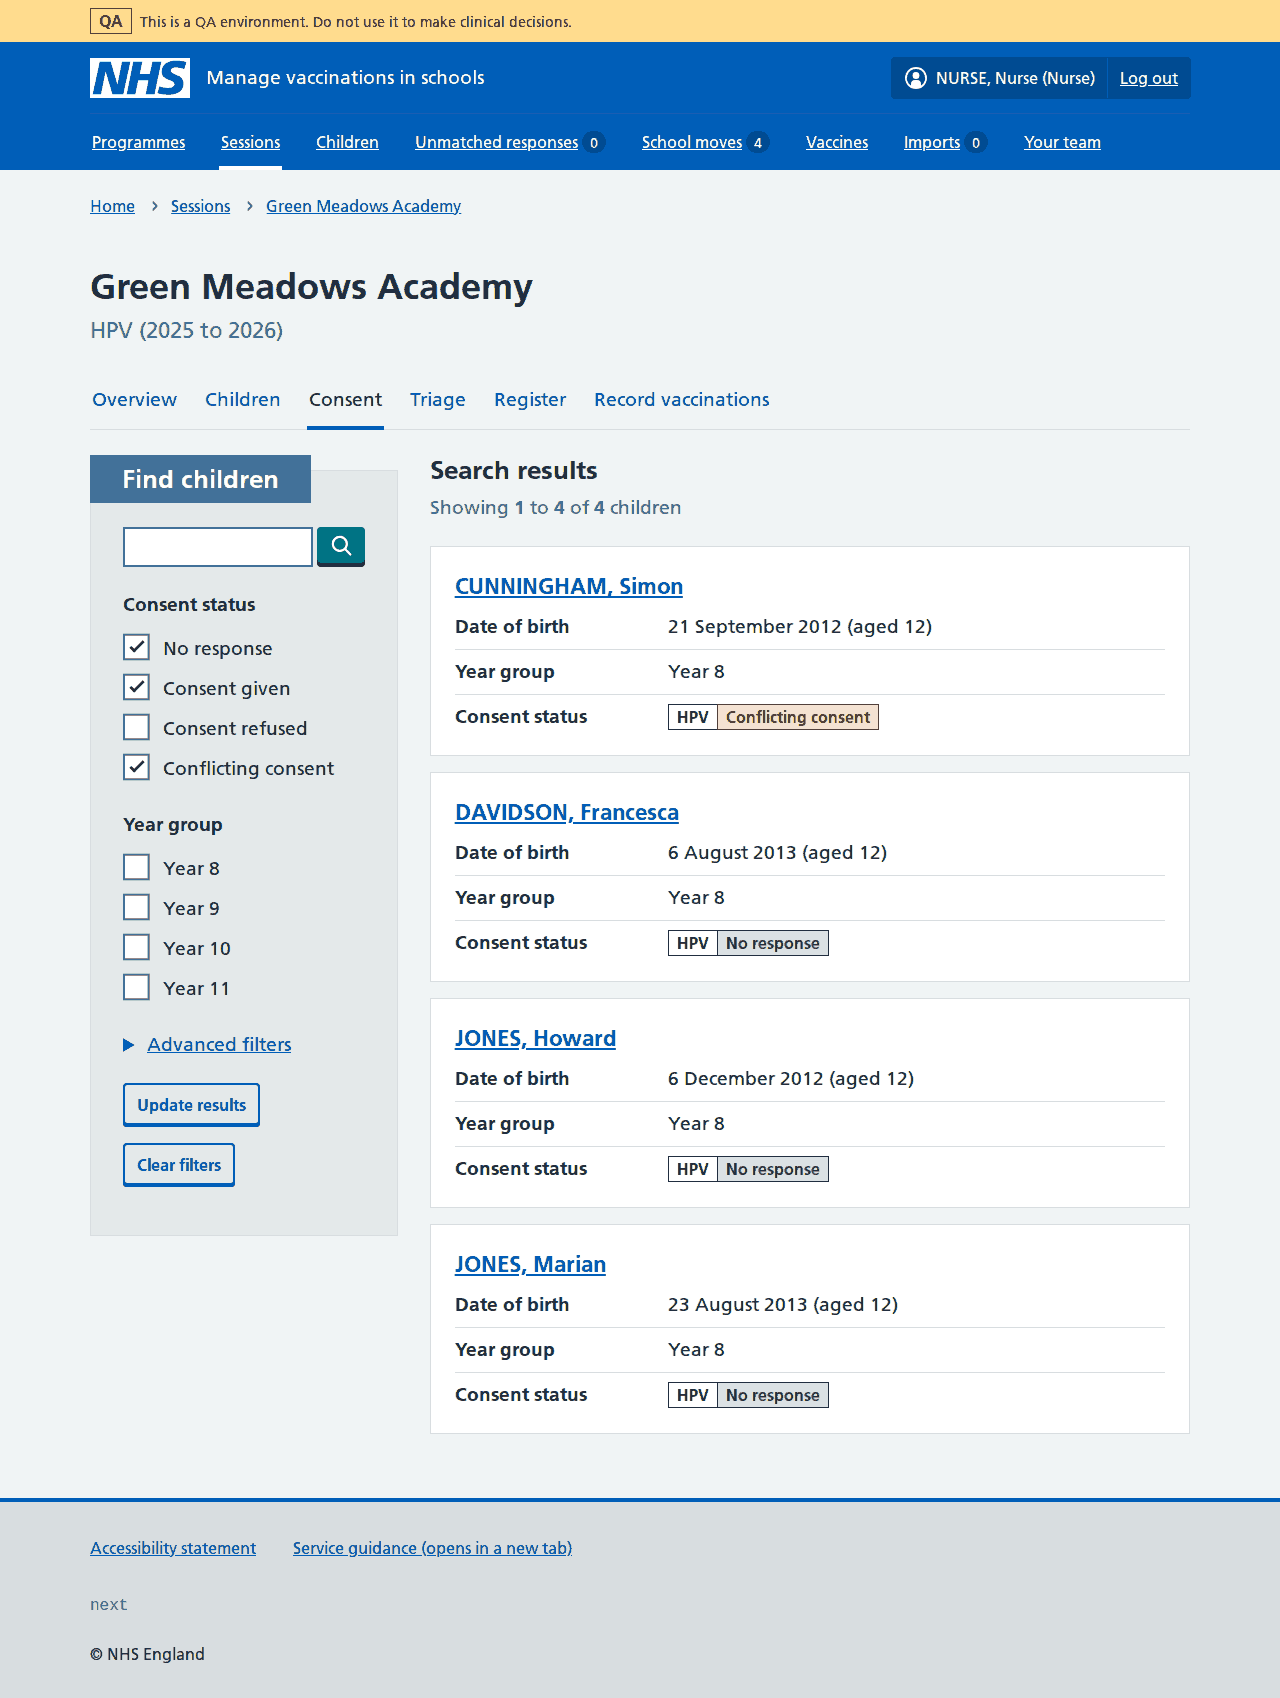 QA This is a QA environment. Do not use it to make clinical decisions.
NHS Manage vaccinations in schools NURSE, Nurse (Nurse) Log out
Programmes Sessions Children Unmatched responses 0 School moves 4 Vaccines Imports 0 Your team
Home Sessions Green Meadows Academy
Green Meadows Academy
HPV (2025 to 2026)
Overview Children Consent Triage Register Record vaccinations
Find children
Consent status
No response
Consent given
Consent refused
Conflicting consent
Year group
Year 8
Year 9
Year 10
Year 11
Advanced filters
Update results
Clear filters
Search results
Showing 1 to 4 of 4 children
CUNNINGHAM, Simon
Date of birth 21 September 2012 (aged 12)
Year group Year 8
Consent status HPV Conflicting consent
DAVIDSON, Francesca
Date of birth 6 August 2013 (aged 12)
Year group Year 8
Consent status HPV No response
JONES, Howard
Date of birth 6 December 2012 (aged 12)
Year group Year 8
Consent status HPV No response
JONES, Marian
Date of birth 23 August 2013 (aged 12)
Year group Year 8
Consent status HPV No response
Accessibility statement Service guidance (opens in a new tab)
next
© NHS England